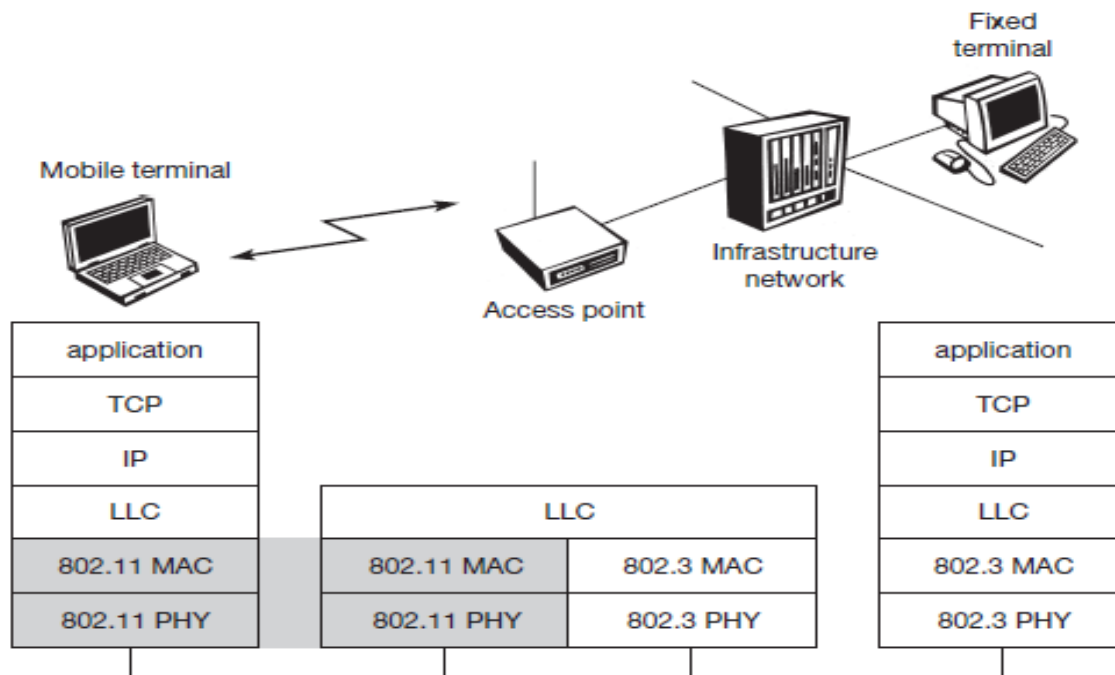 Fixed
terminal
Mobile terminal
Infrastructure
network
Access point
application
application
TCP
TCP
IP
IP
LLC
LLC
LLC
802.11 MAC
802.11 MAC
802.3 MAC
802.3 MAC
802.11 PHY
802.11 PHY
802.3 PHY
802.3 PHY